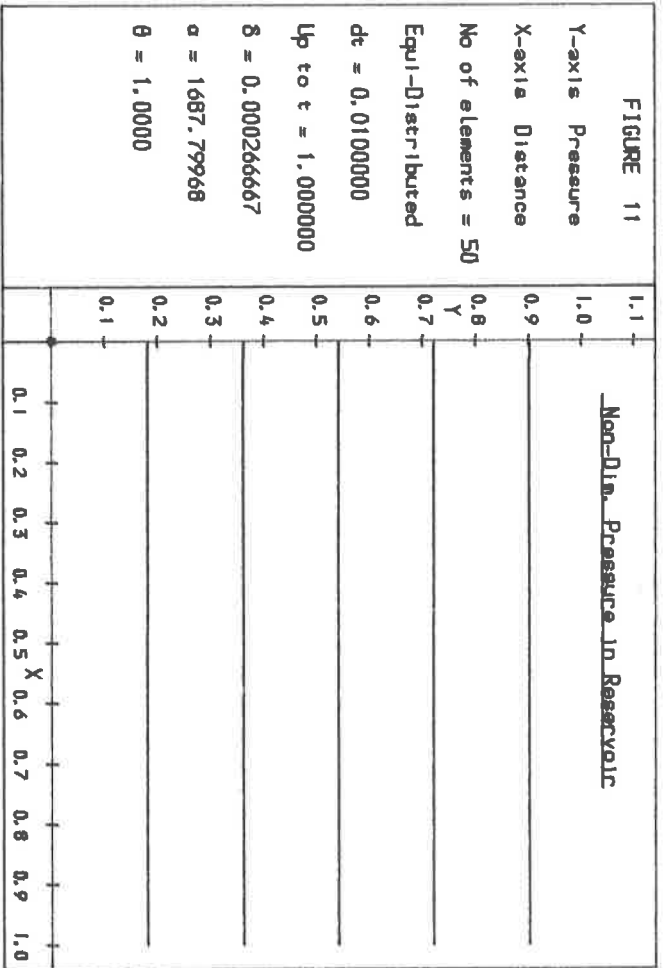 FIGURE 11
Y-axis Pressure
X-axis Distance
No of elements = 50
Equi-Distributed
dt = 0.0100000
Up to t = 1.000000
δ = 0.000266667
α = 1687.79968
θ = 1.0000
Non-Dim. Pressure in Reservoir
1.1
1.0
0.9
0.8
Y
0.7
0.6
0.5
0.4
0.3
0.2
0.1
0.1 0.2 0.3 0.4 0.5 X 0.6 0.7 0.8 0.9 1.0